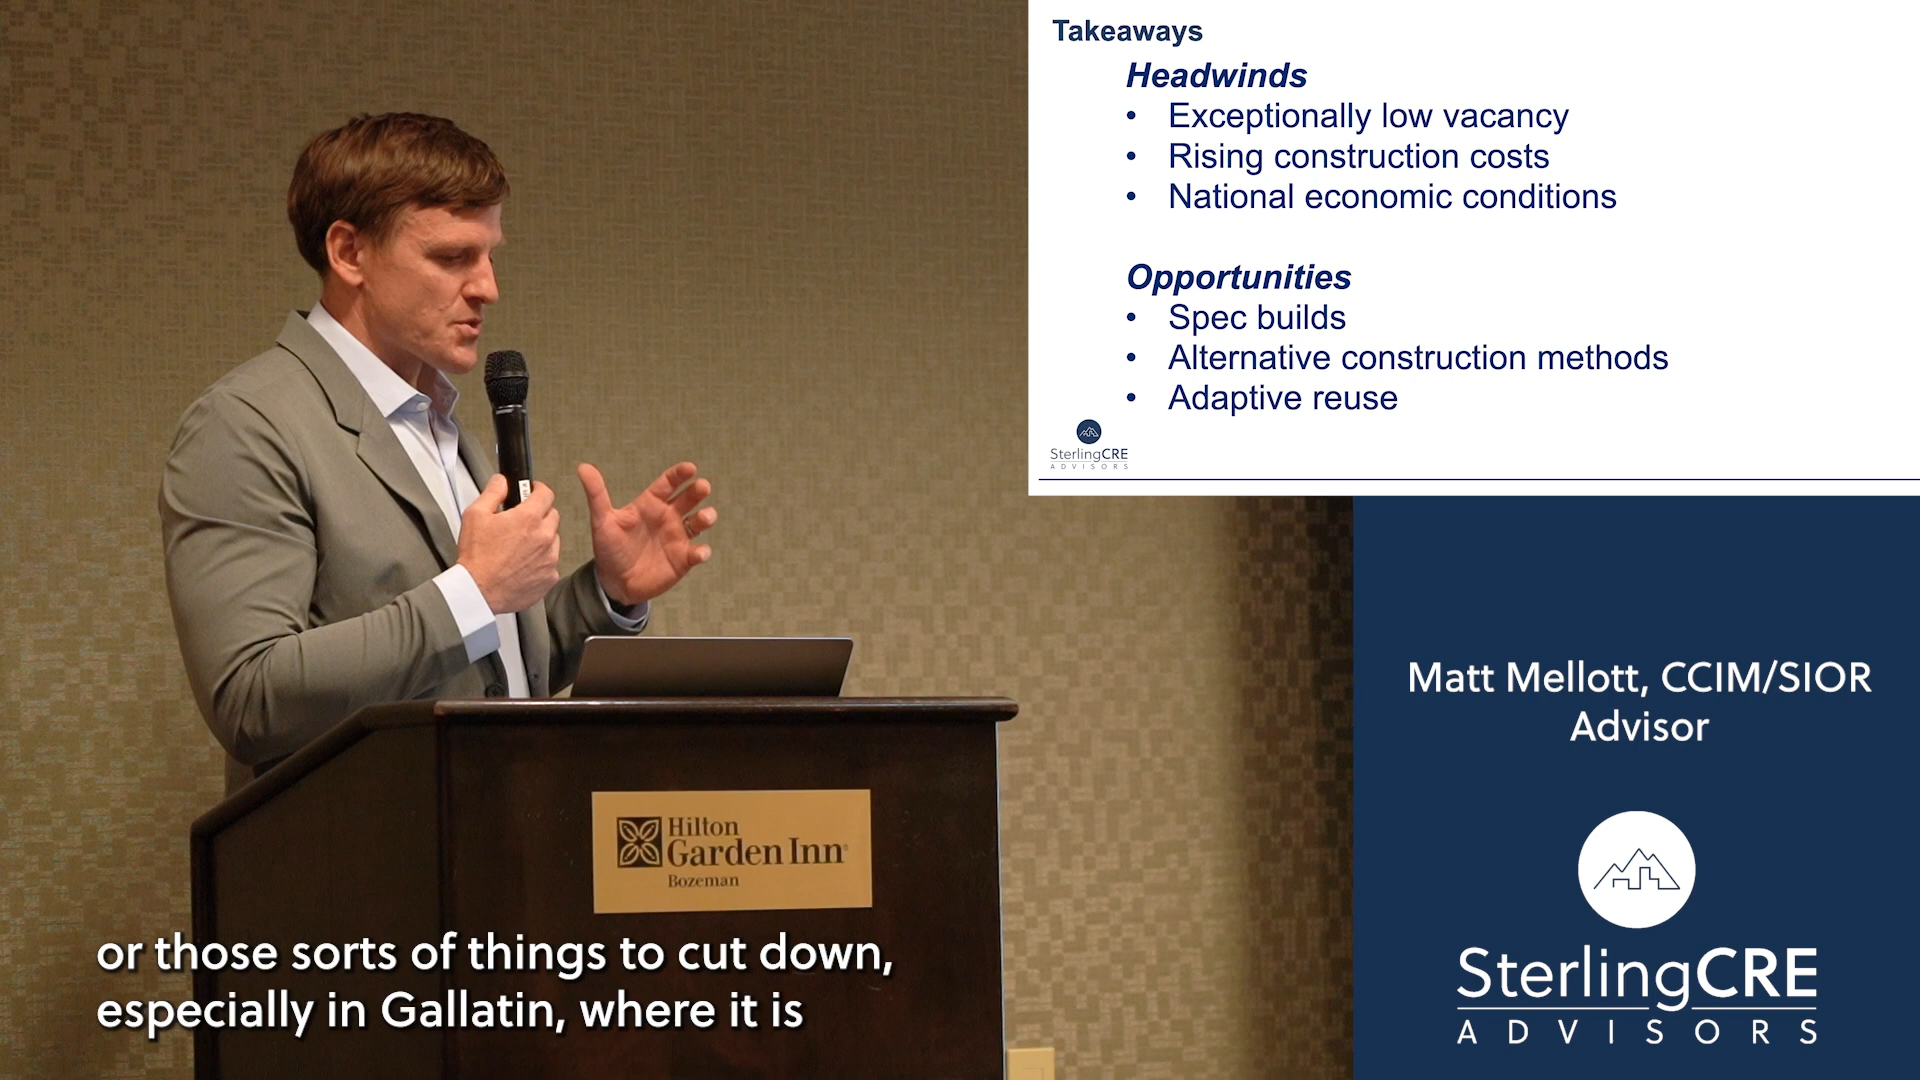 Takeaways
Headwinds
• Exceptionally low vacancy
• Rising construction costs
• National economic conditions
Opportunities
• Spec builds
• Alternative construction methods
• Adaptive reuse
SterlingCRE
ADVISORS
Matt Mellott, CCIM/SIOR
Advisor
SterlingCRE
ADVISORS
Hilton
Garden Inn
Bozeman
or those sorts of things to cut down,
especially in Gallatin, where it is